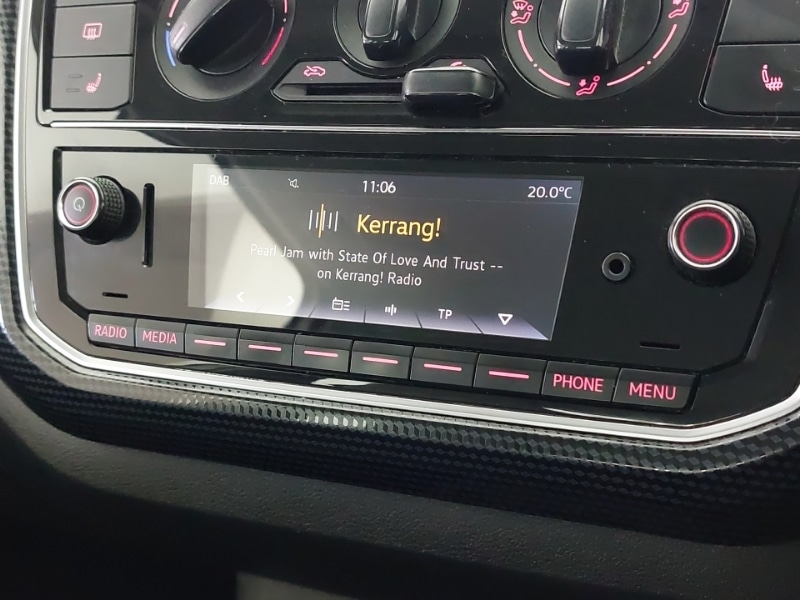 DAB 11:06 20.0°C
Kerrang!
Pearl Jam with State Of Love And Trust --
on Kerrang! Radio
TP
RADIO MEDIA PHONE MENU